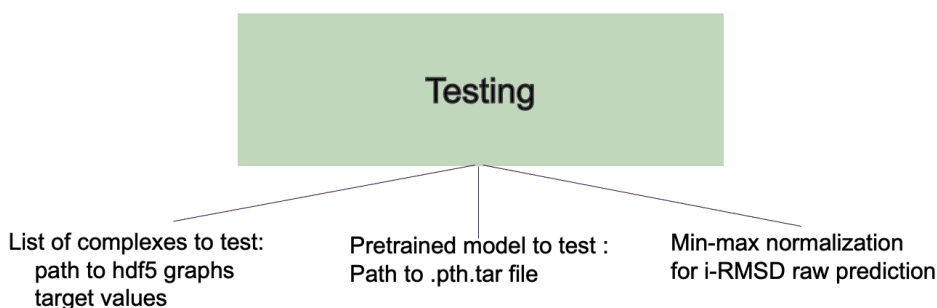 Testing
List of complexes to test:
path to hdf5 graphs
target values
Pretrained model to test :
Path to .pth.tar file
Min-max normalization
for i-RMSD raw prediction